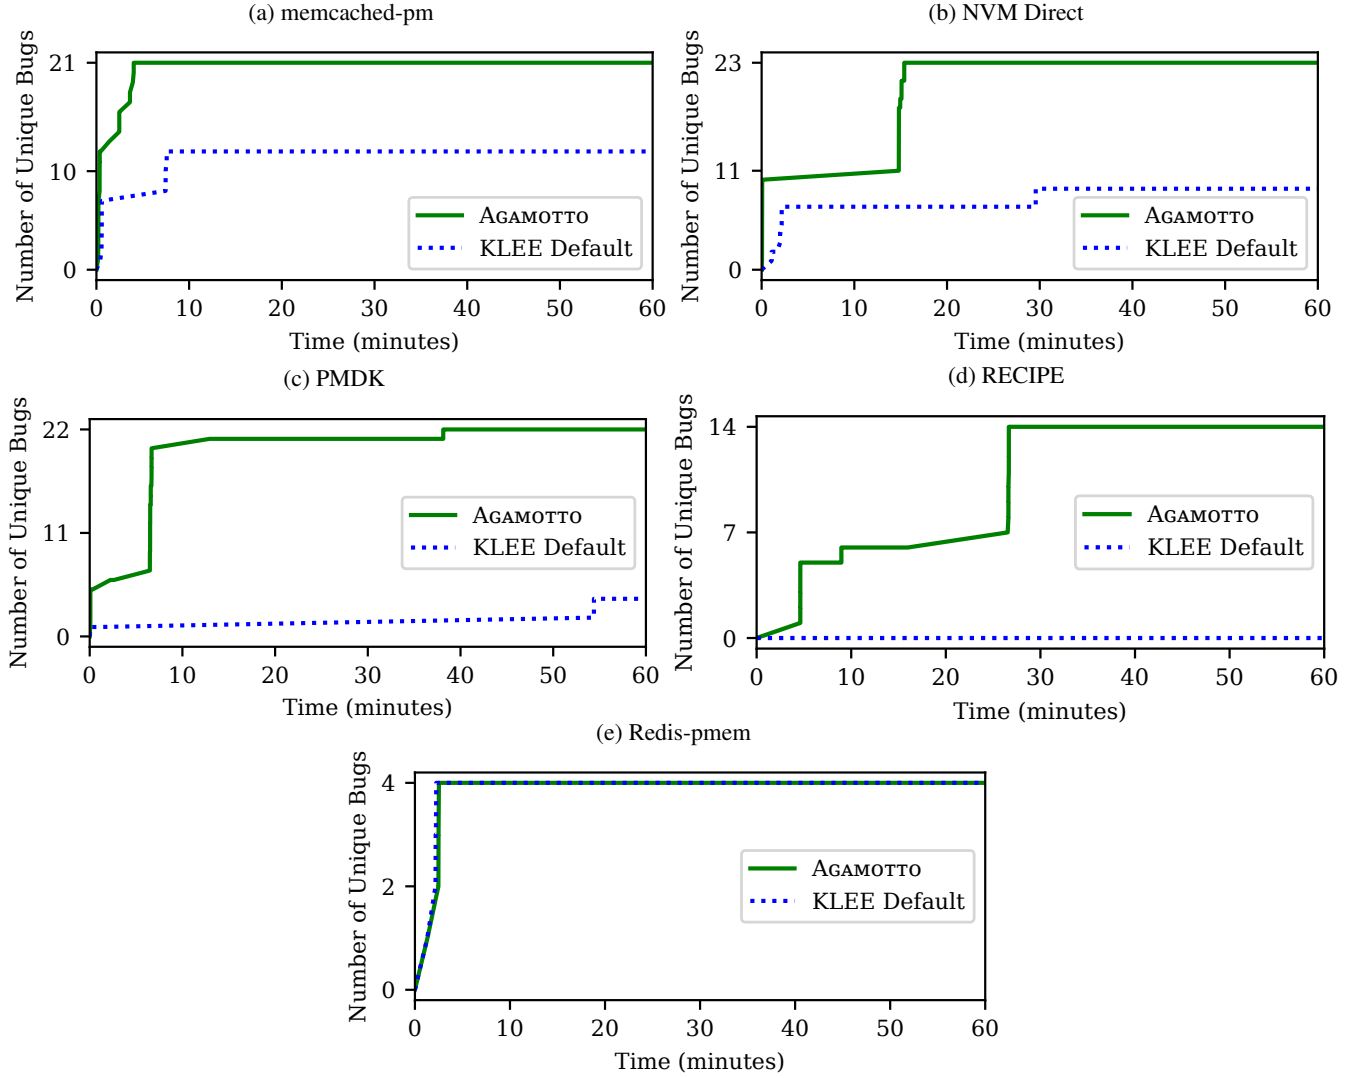 (a) memcached-pm
Number of Unique Bugs
21
10
0
AGAMOTTO
KLEE Default
0 10 20 30 40 50 60
Time (minutes)
(b) NVM Direct
Number of Unique Bugs
23
11
0
AGAMOTTO
KLEE Default
0 10 20 30 40 50 60
Time (minutes)
(c) PMDK
Number of Unique Bugs
22
11
0
AGAMOTTO
KLEE Default
0 10 20 30 40 50 60
Time (minutes)
(d) RECIPE
Number of Unique Bugs
14
7
0
AGAMOTTO
KLEE Default
0 10 20 30 40 50 60
Time (minutes)
(e) Redis-pmem
Number of Unique Bugs
4
2
0
AGAMOTTO
KLEE Default
0 10 20 30 40 50 60
Time (minutes)